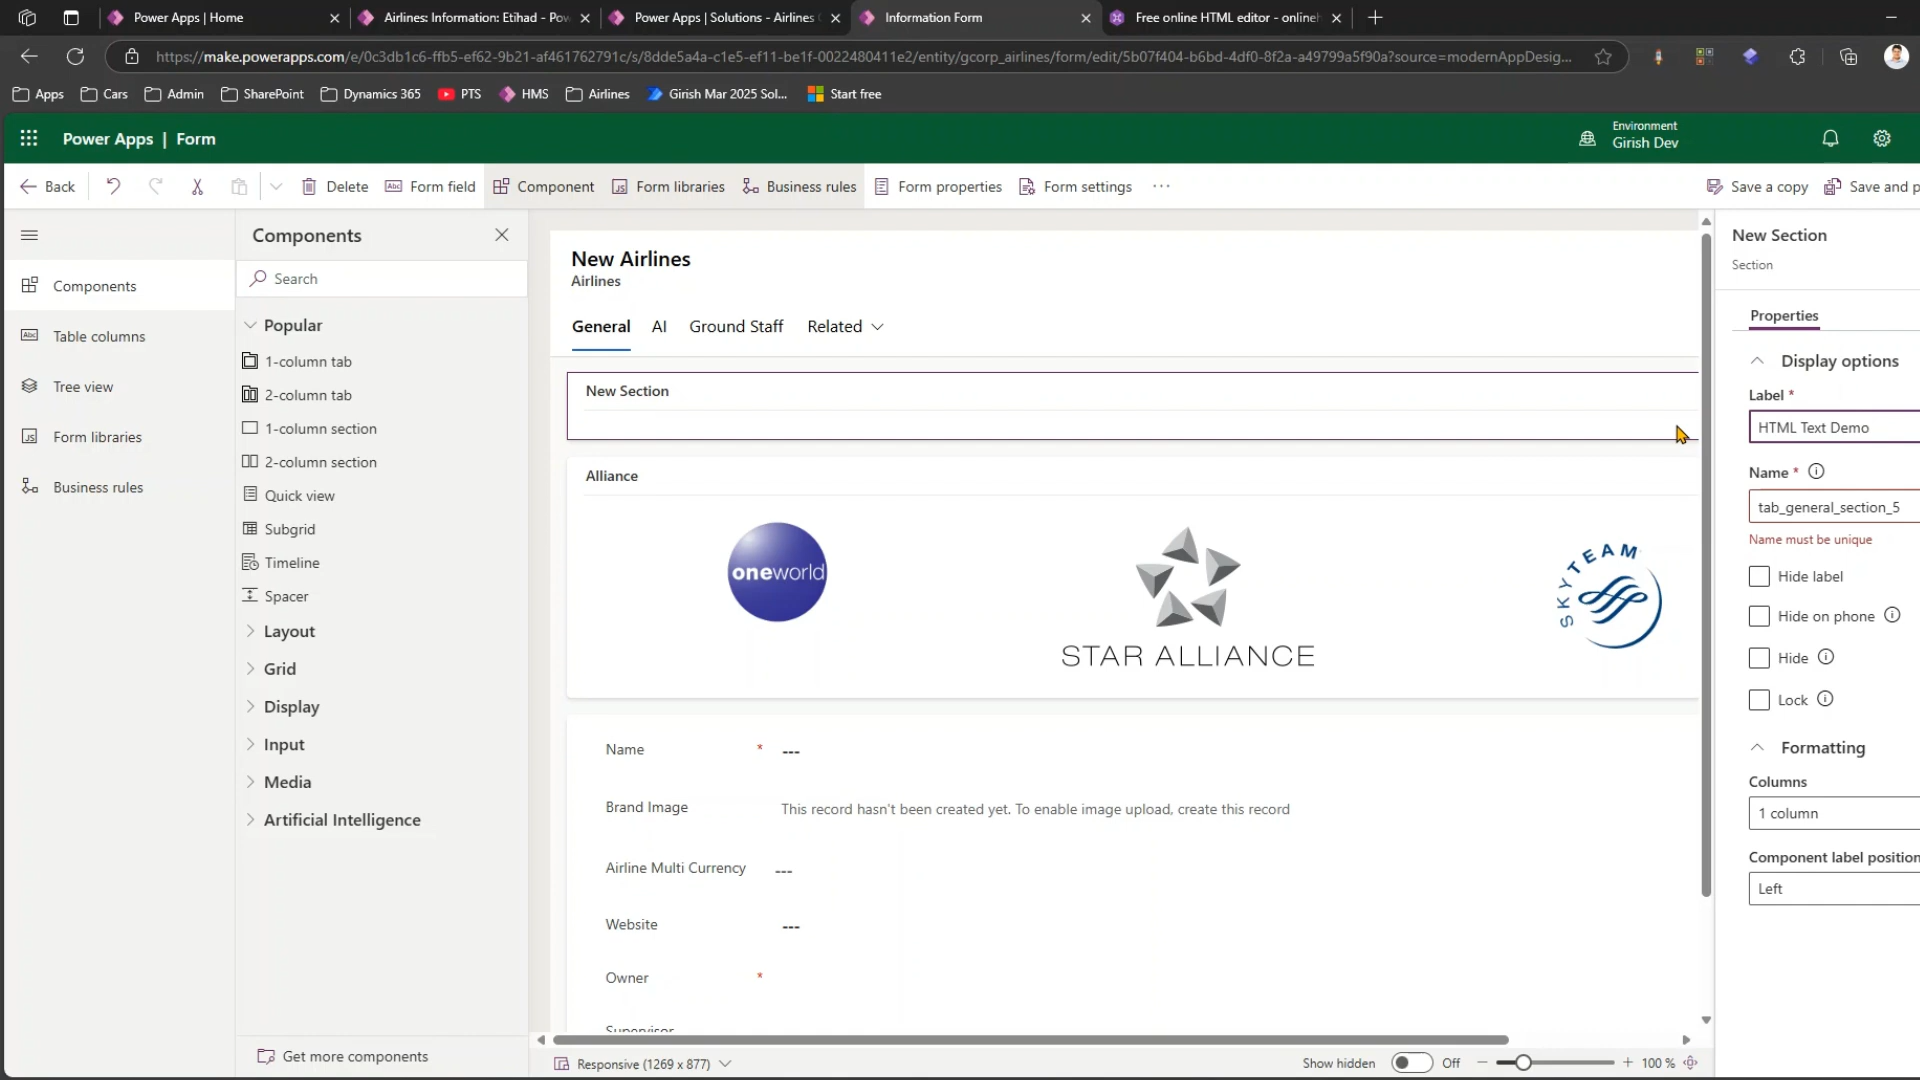 Power Apps | Home
Airlines: Information: Etihad - Pow
Power Apps | Solutions - Airlines
Information Form
Free online HTML editor - onlineh
https://make.powerapps.com/e/0c3db1c6-ffb5-ef62-9b21-af461762791c/s/8dde5a4a-c1e5-ef11-be1f-0022480411e2/entity/gcorp_airlines/form/edit/5b07f404-b6bd-4df0-8f2a-a49799a5f90a?source=modernAppDesig...
Apps
Cars
Admin
SharePoint
Dynamics 365
PTS
HMS
Airlines
Girish Mar 2025 Sol...
Start free
Power Apps | Form
Environment
Girish Dev
Back
Delete
Abc Form field
Component
JS Form libraries
Business rules
Form properties
Form settings
...
Save a copy
Save and p
Components
Abc Table columns
Tree view
JS Form libraries
Business rules
Components
Search
Popular
1-column tab
2-column tab
1-column section
2-column section
Quick view
Subgrid
Timeline
Spacer
Layout
Grid
Display
Input
Media
Artificial Intelligence
Get more components
New Airlines
Airlines
General
AI
Ground Staff
Related
New Section
Alliance
oneworld
STAR ALLIANCE
SKYTEAM
Name * ---
Brand Image This record hasn't been created yet. To enable image upload, create this record
Airline Multi Currency ---
Website ---
Owner *
Supervisor
Responsive (1269 x 877)
Show hidden
Off
100 %
New Section
Section
Properties
Display options
Label *
HTML Text Demo
Name *
tab_general_section_5
Name must be unique
Hide label
Hide on phone
Hide
Lock
Formatting
Columns
1 column
Component label position
Left